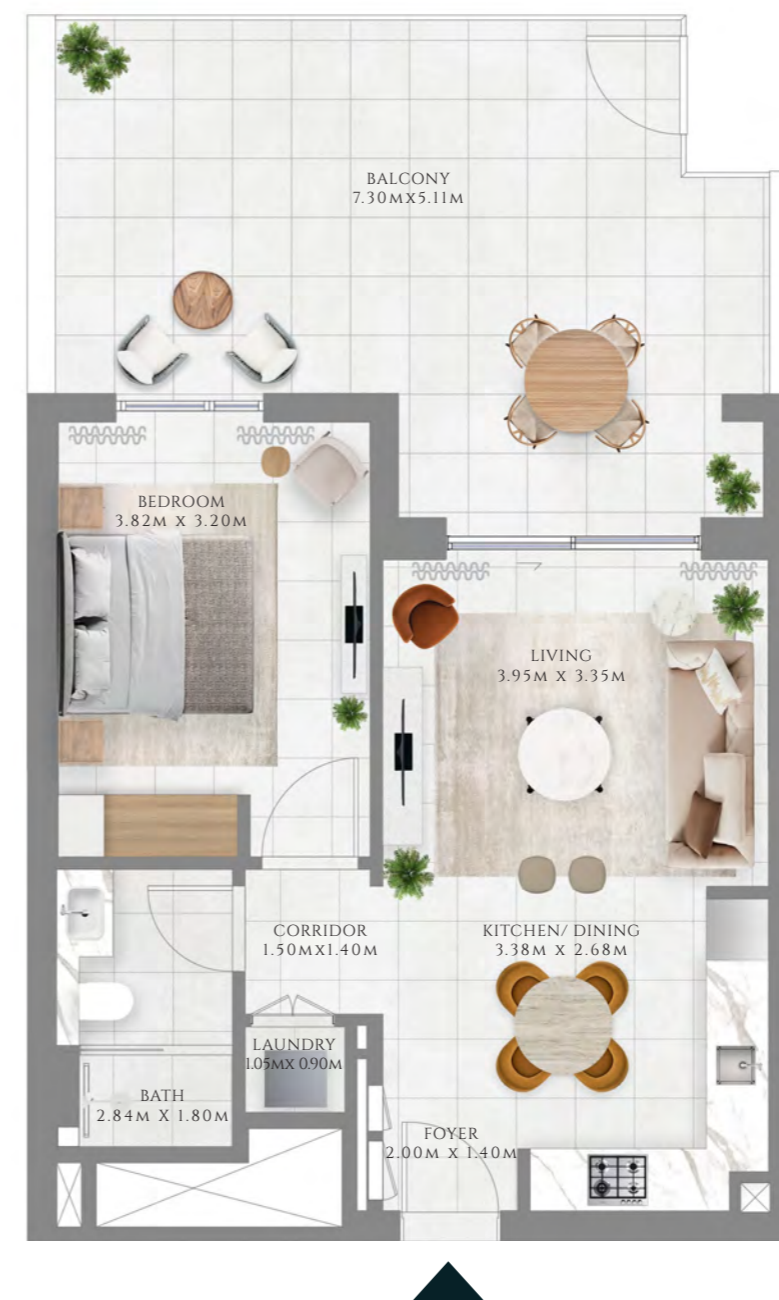 BALCONY
7.30MX5.11M
BEDROOM
3.82M X 3.20M
LIVING
3.95M X 3.35M
CORRIDOR
1.50MX1.40M
KITCHEN/ DINING
3.38M X 2.68M
LAUNDRY
1.05MX 0.90M
BATH
2.84M X 1.80M
FOYER
2.00M X 1.40M